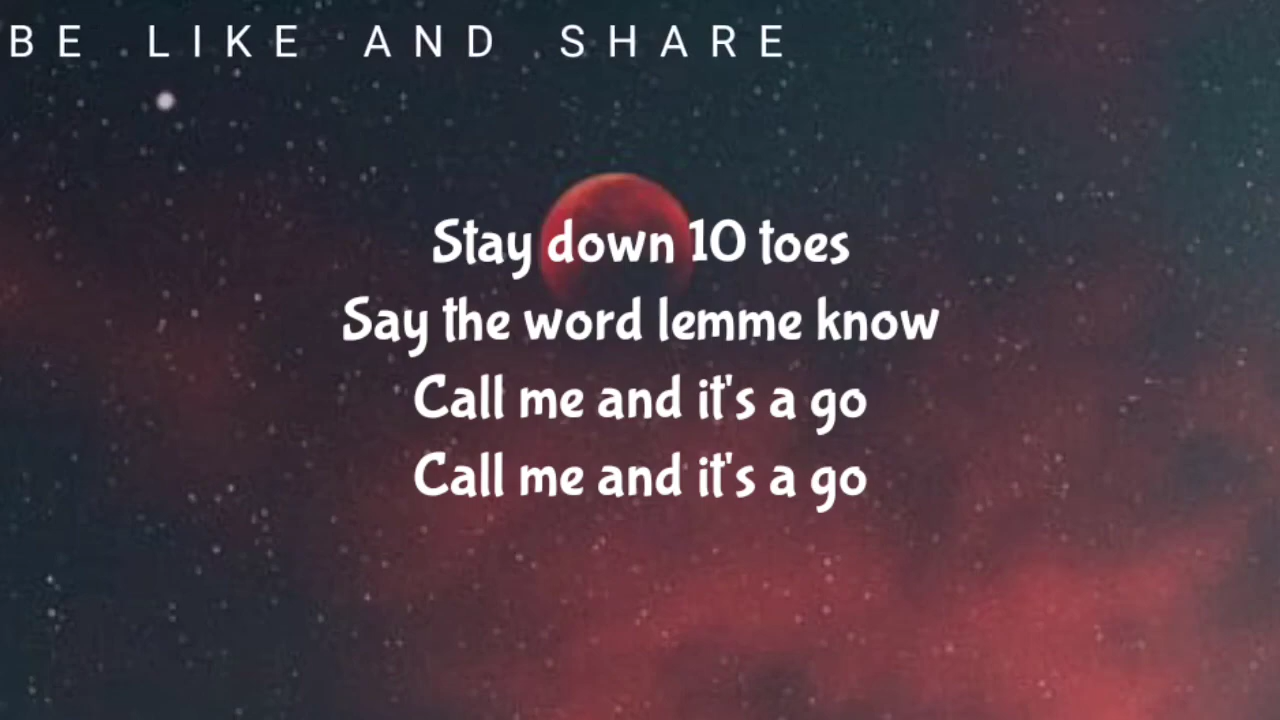 BE LIKE AND SHARE
Stay down 10 toes
Say the word lemme know
Call me and it's a go
Call me and it's a go